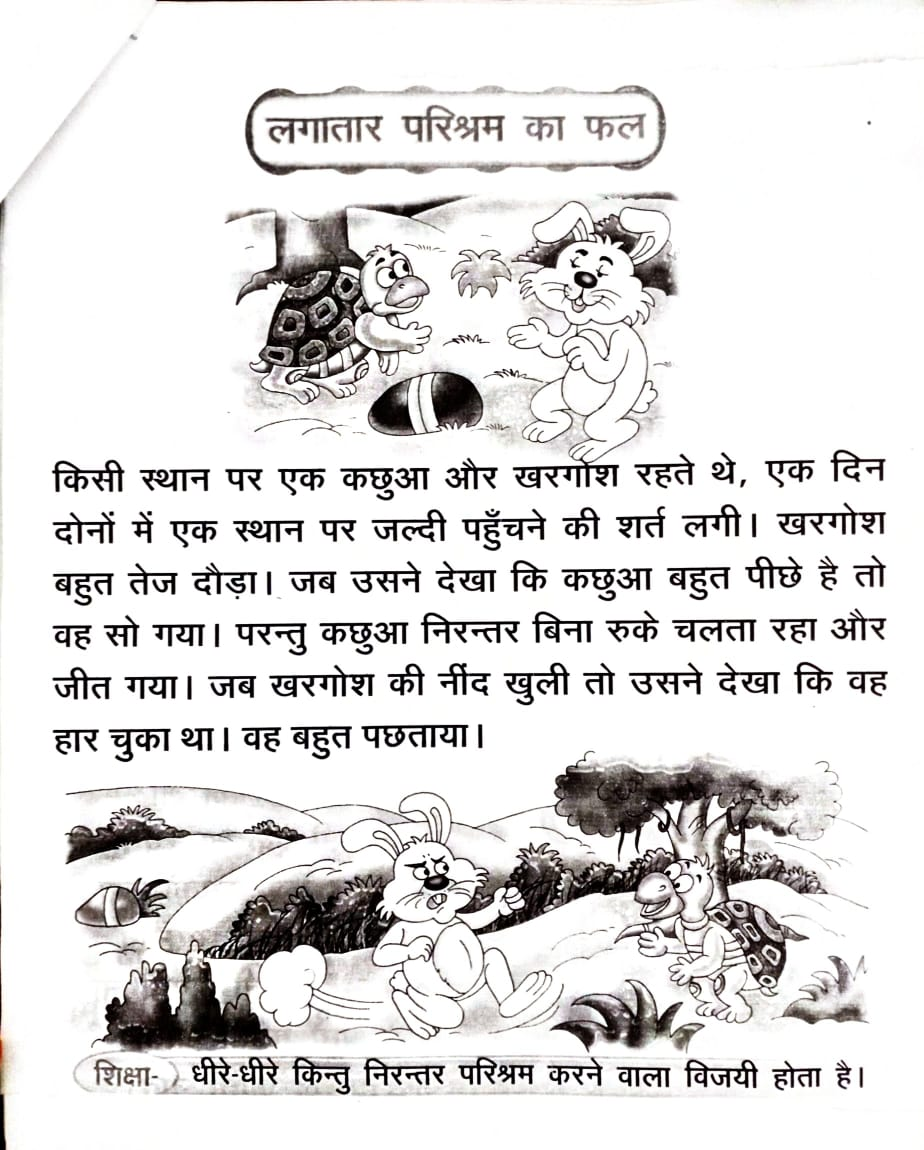 लगातार परिश्रम का फल
किसी स्थान पर एक कछुआ और खरगोश रहते थे, एक दिन
दोनों में एक स्थान पर जल्दी पहुँचने की शर्त लगी। खरगोश
बहुत तेज दौड़ा। जब उसने देखा कि कछुआ बहुत पीछे है तो
वह सो गया। परन्तु कछुआ निरन्तर बिना रुके चलता रहा और
जीत गया। जब खरगोश की नींद खुली तो उसने देखा कि वह
हार चुका था। वह बहुत पछताया।
शिक्षा- धीरे-धीरे किन्तु निरन्तर परिश्रम करने वाला विजयी होता है।